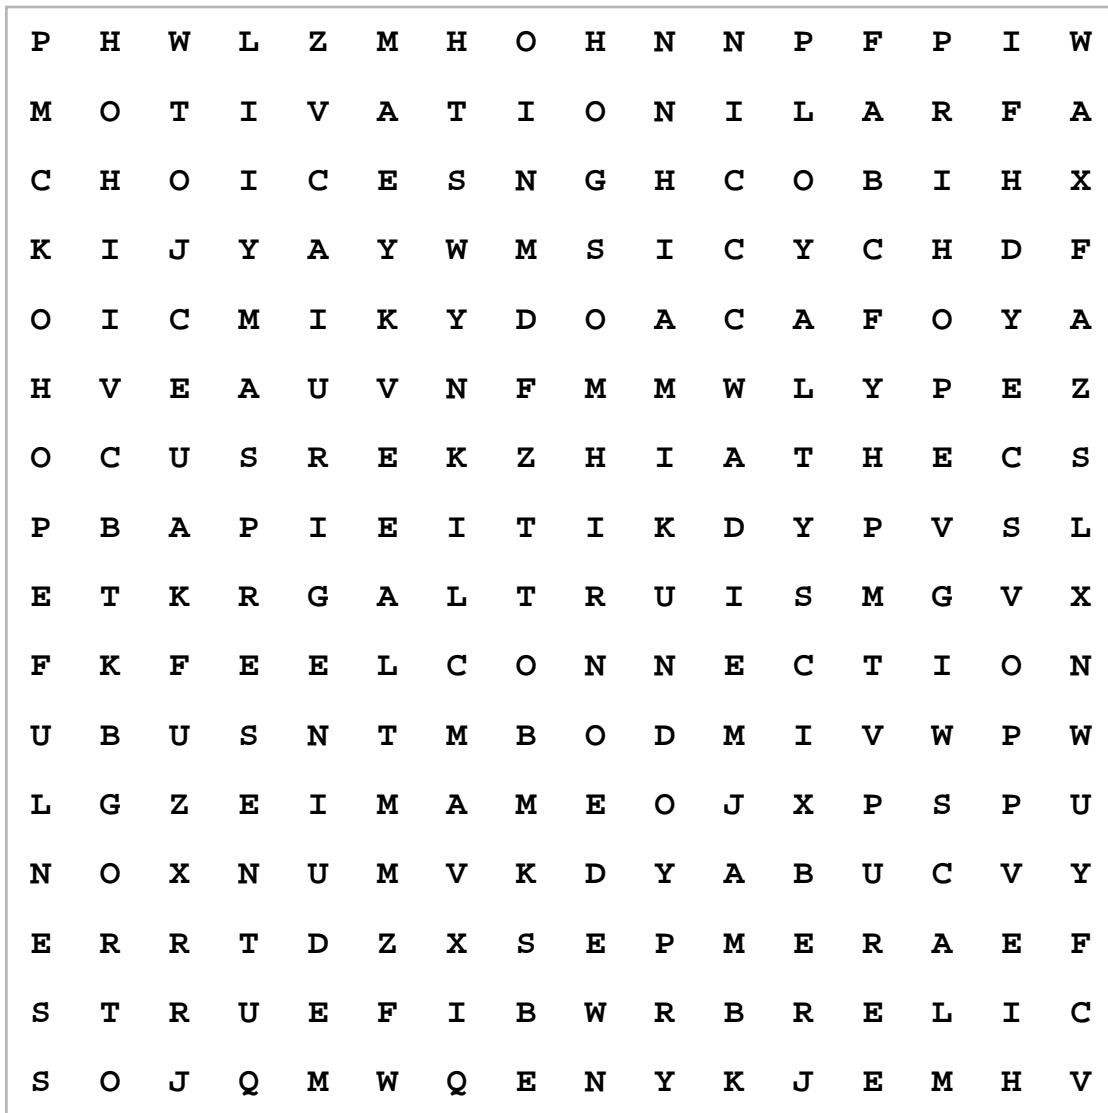 P H W L Z M H O H N N P F P I W
M O T I V A T I O N I L A R F A
C H O I C E S N G H C O B I H X
K I J Y A Y W M S I C Y C H D F
O I C M I K Y D O A C A F O Y A
H V E A U V N F M M W L Y P E Z
O C U S R E K Z H I A T H E C S
P B A P I E I T I K D Y P V S L
E T K R G A L T R U I S M G V X
F K F E E L C O N N E C T I O N
U B U S N T M B O D M I V W P W
L G Z E I M A M E O J X P S P U
N O X N U M V K D Y A B U C V Y
E R R T D Z X S E P M E R A E F
S T R U E F I B W R B R E L I C
S O J Q M W Q E N Y K J E M H V